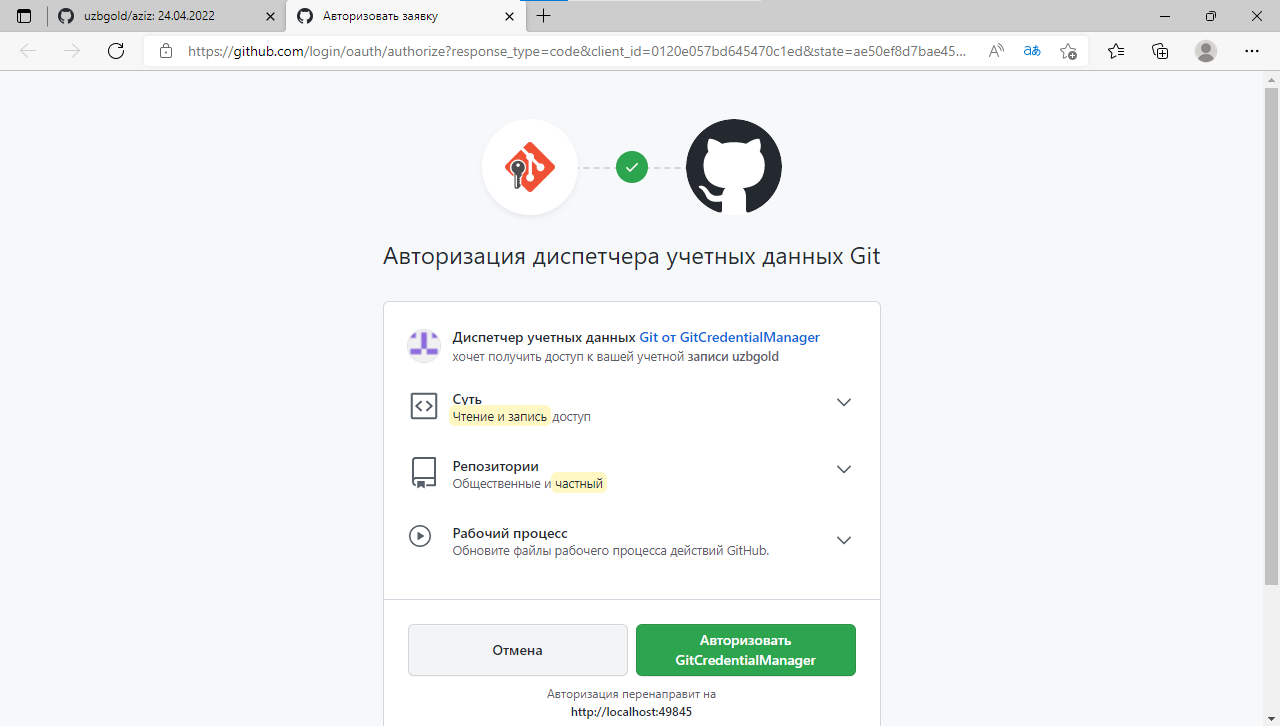 uzbgold/aziz: 24.04.2022
Авторизовать заявку
https://github.com/login/oauth/authorize?response_type=code&client_id=0120e057bd645470c1ed&state=ae50ef8d7bae45...
Авторизация диспетчера учетных данных Git
Диспетчер учетных данных Git от GitCredentialManager
хочет получить доступ к вашей учетной записи uzbgold
Суть
Чтение и запись доступ
Репозитории
Общественные и частный
Рабочий процесс
Обновите файлы рабочего процесса действий GitHub.
Отмена
Авторизовать
GitCredentialManager
Авторизация перенаправит на
http://localhost:49845